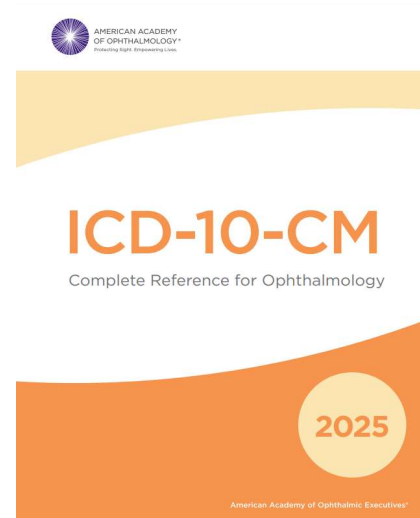 AMERICAN ACADEMY
OF OPHTHALMOLOGY®
Protecting Sight. Empowering Lives.
ICD-10-CM
Complete Reference for Ophthalmology
2025
American Academy of Ophthalmic Executives®